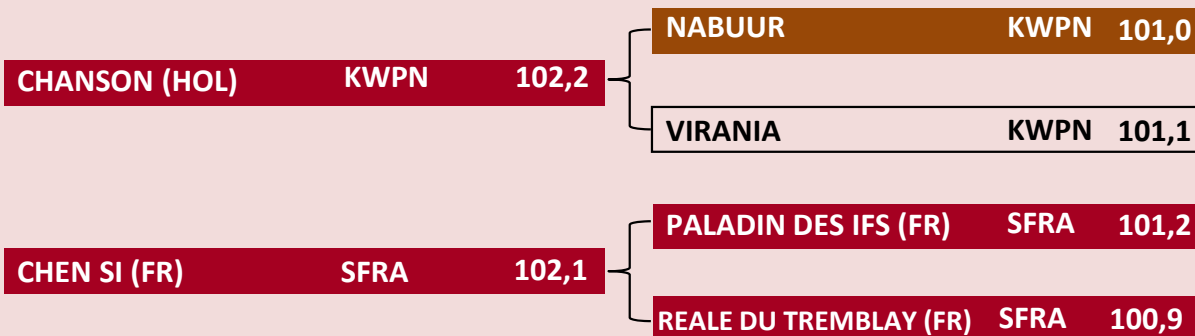 NABUUR KWPN 101,0
CHANSON (HOL) KWPN 102,2
VIRANIA KWPN 101,1
PALADIN DES IFS (FR) SFRA 101,2
CHEN SI (FR) SFRA 102,1
REALE DU TREMBLAY (FR) SFRA 100,9